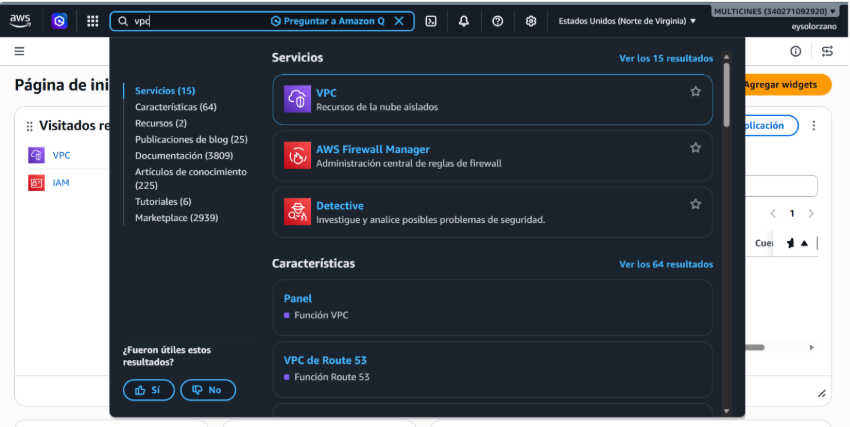 aws
vpc
Preguntar a Amazon Q
Estados Unidos (Norte de Virginia)
MULTICINES (340271092920)
eysolorzano
Página de ini
Agregar widgets
Visitados re
VPC
IAM
Servicios (15)
Características (64)
Recursos (2)
Publicaciones de blog (25)
Documentación (3809)
Artículos de conocimiento
(225)
Tutoriales (6)
Marketplace (2939)
¿Fueron útiles estos
resultados?
Sí
No
Servicios
Ver los 15 resultados
VPC
Recursos de la nube aislados
AWS Firewall Manager
Administración central de reglas de firewall
Detective
Investigue y analice posibles problemas de seguridad.
Características
Ver los 64 resultados
Panel
Función VPC
VPC de Route 53
Función Route 53
plicación
1
Cue